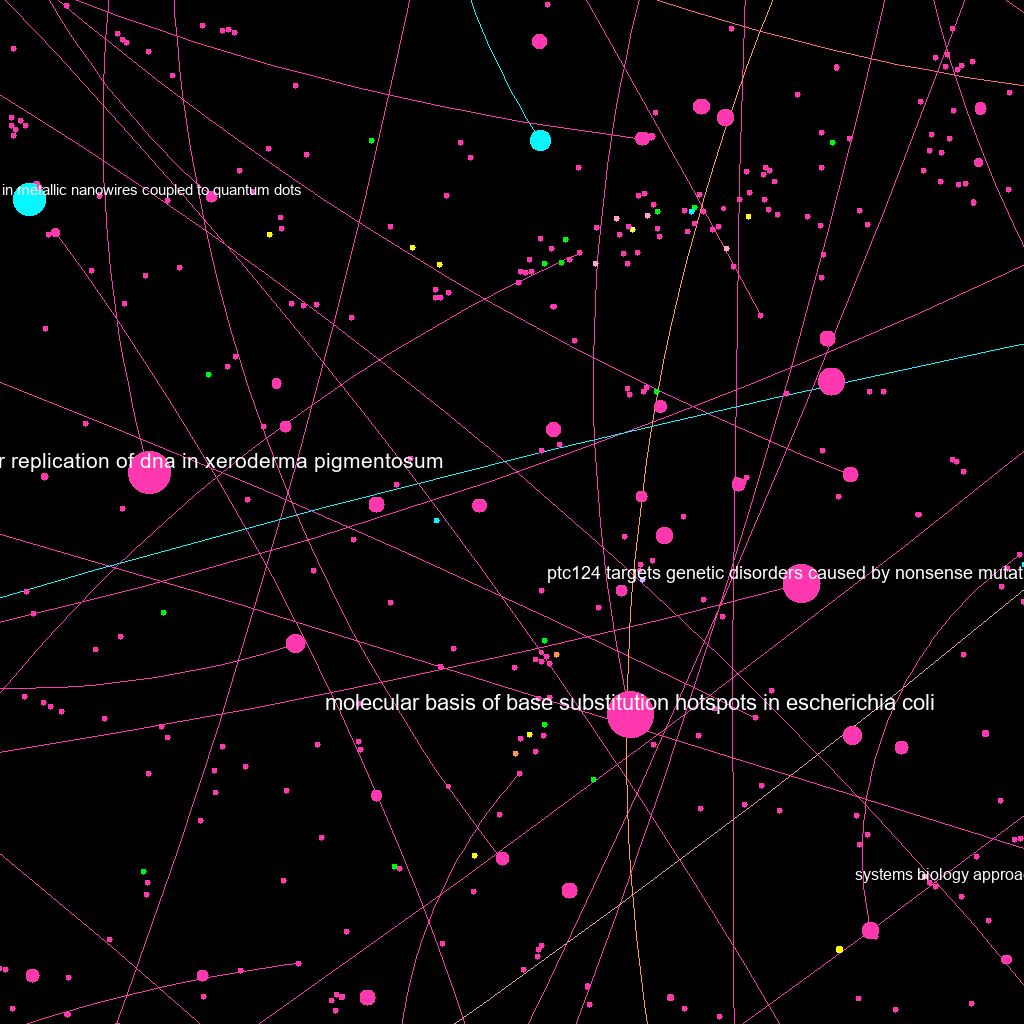 in metallic nanowires coupled to quantum dots
r replication of dna in xeroderma pigmentosum
ptc124 targets genetic disorders caused by nonsense mutat
molecular basis of base substitution hotspots in escherichia coli
systems biology approa